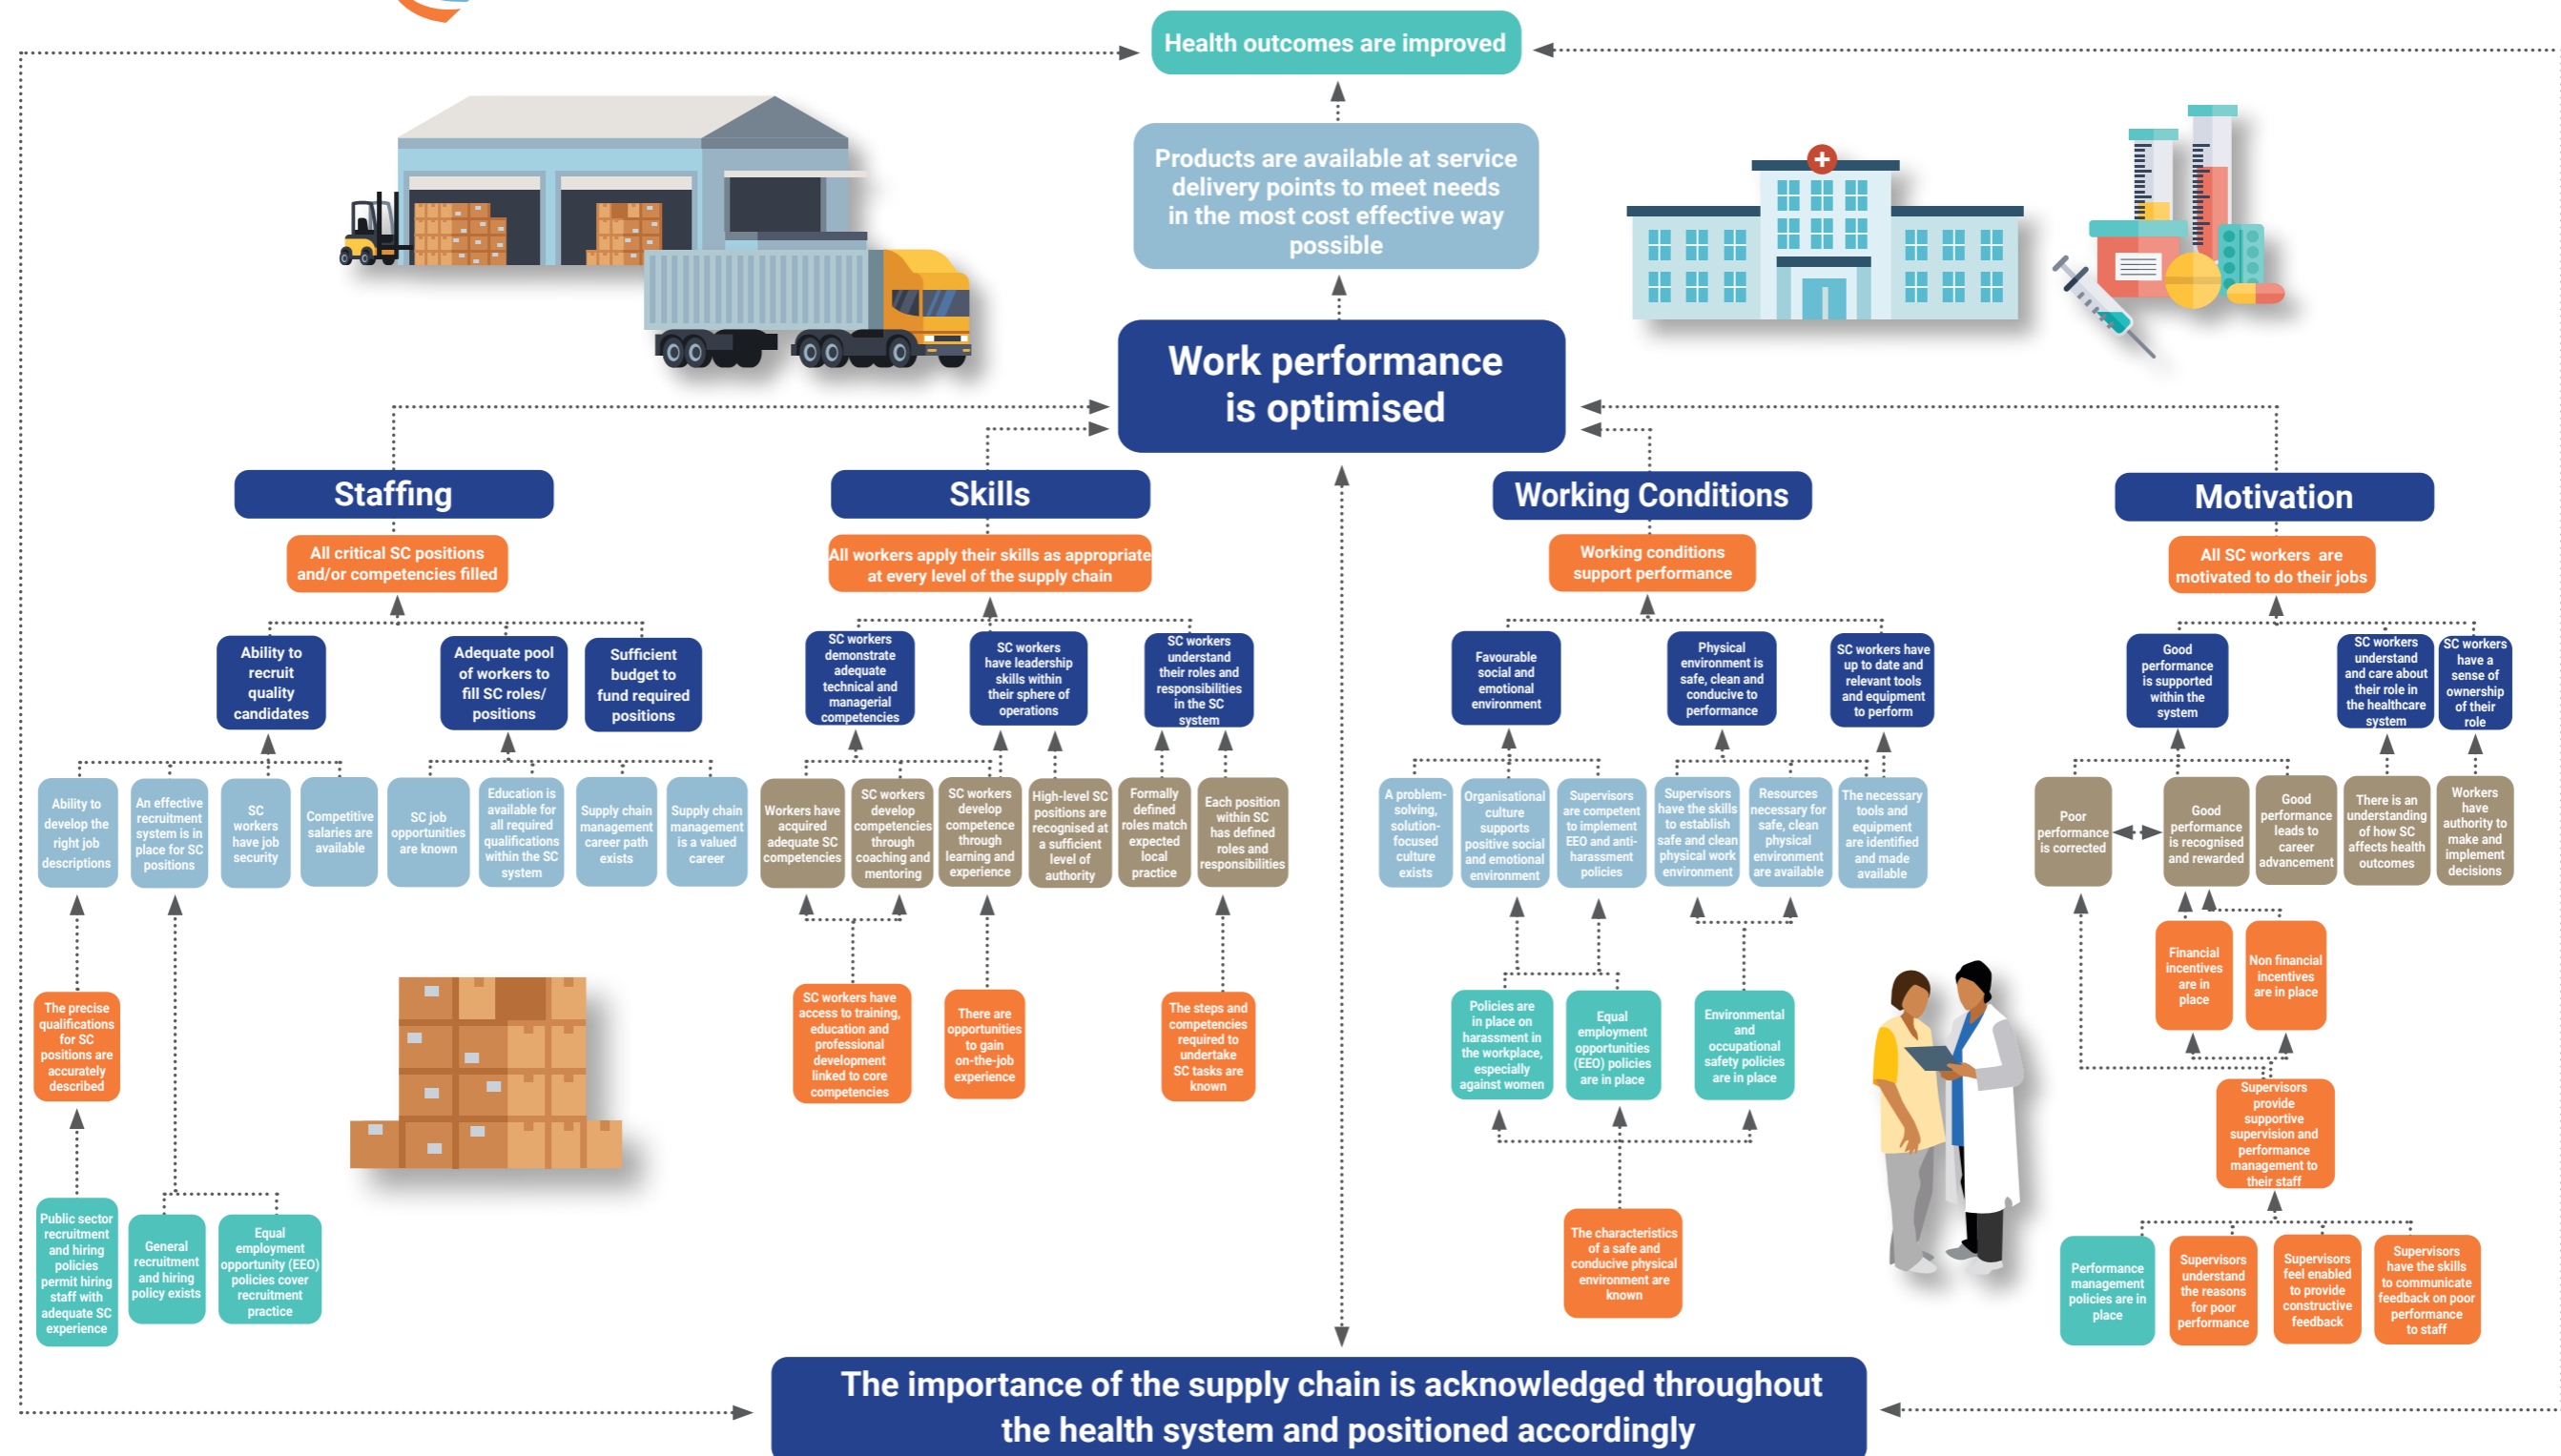 Health outcomes are improved
Products are available at service
delivery points to meet needs
in the most cost effective way
possible
Work performance
is optimised
Staffing
All critical SC positions
and/or competencies filled
Ability to
recruit
quality
candidates
Adequate pool
of workers to
fill SC roles/
positions
Sufficient
budget to
fund required
positions
Ability to
develop the
right job
descriptions
An effective
recruitment
system is in
place for SC
positions
SC
workers
have job
security
Competitive
salaries are
available
SC job
opportunities
are known
Education is
available for
all required
qualifications
within the SC
system
Supply chain
management
career path
exists
Supply chain
management
is a valued
career
The precise
qualifications
for SC
positions are
accurately
described
Public sector
recruitment
and hiring
policies
permit hiring
staff with
adequate SC
experience
General
recruitment
and hiring
policy exists
Equal
employment
opportunity (EEO)
policies cover
recruitment
practice
Skills
All workers apply their skills as appropriate
at every level of the supply chain
SC workers
demonstrate
adequate
technical and
managerial
competencies
SC workers
have leadership
skills within
their sphere of
operations
SC workers
understand
their roles and
responsibilities
in the SC
system
Workers have
acquired
adequate SC
competencies
SC workers
develop
competencies
through
coaching and
mentoring
SC workers
develop
competence
through
learning and
experience
High-level SC
positions are
recognised at
a sufficient
level of
authority
Formally
defined
roles match
expected
local
practice
Each position
within SC
has defined
roles and
responsibilities
SC workers have
access to training,
education and
professional
development
linked to core
competencies
There are
opportunities
to gain
on-the-job
experience
The steps and
competencies
required to
undertake
SC tasks are
known
Working Conditions
Working conditions
support performance
Favourable
social and
emotional
environment
Physical
environment is
safe, clean and
conducive to
performance
SC workers have
up to date and
relevant tools
and equipment
to perform
A problem-
solving,
solution-
focused
culture
exists
Organisational
culture
supports
positive social
and emotional
environment
Supervisors
are competent
to implement
EEO and anti-
harassment
policies
Supervisors
have the skills
to establish
safe and clean
physical work
environment
Resources
necessary for
safe, clean
physical
environment
are available
The necessary
tools and
equipment
are identified
and made
available
Policies are
in place on
harassment in
the workplace,
especially
against women
Equal
employment
opportunities
(EEO) policies
are in place
Environmental
and
occupational
safety policies
are in place
The characteristics
of a safe and
conducive physical
environment are
known
Motivation
All SC workers are
motivated to do their jobs
Good
performance
is supported
within the
system
SC workers
understand
and care about
their role in
the healthcare
system
SC workers
have a
sense of
ownership
of their
role
Poor
performance
is corrected
Good
performance
is recognised
and rewarded
Good
performance
leads to
career
advancement
There is an
understanding
of how SC
affects health
outcomes
Workers
have
authority to
make and
implement
decisions
Financial
incentives
are in
place
Non financial
incentives
are in place
Supervisors
provide
supportive
supervision and
performance
management to
their staff
Performance
management
policies are in
place
Supervisors
understand
the reasons
for poor
performance
Supervisors
feel enabled
to provide
constructive
feedback
Supervisors
have the skills
to communicate
feedback on poor
performance
to staff
The importance of the supply chain is acknowledged throughout
the health system and positioned accordingly